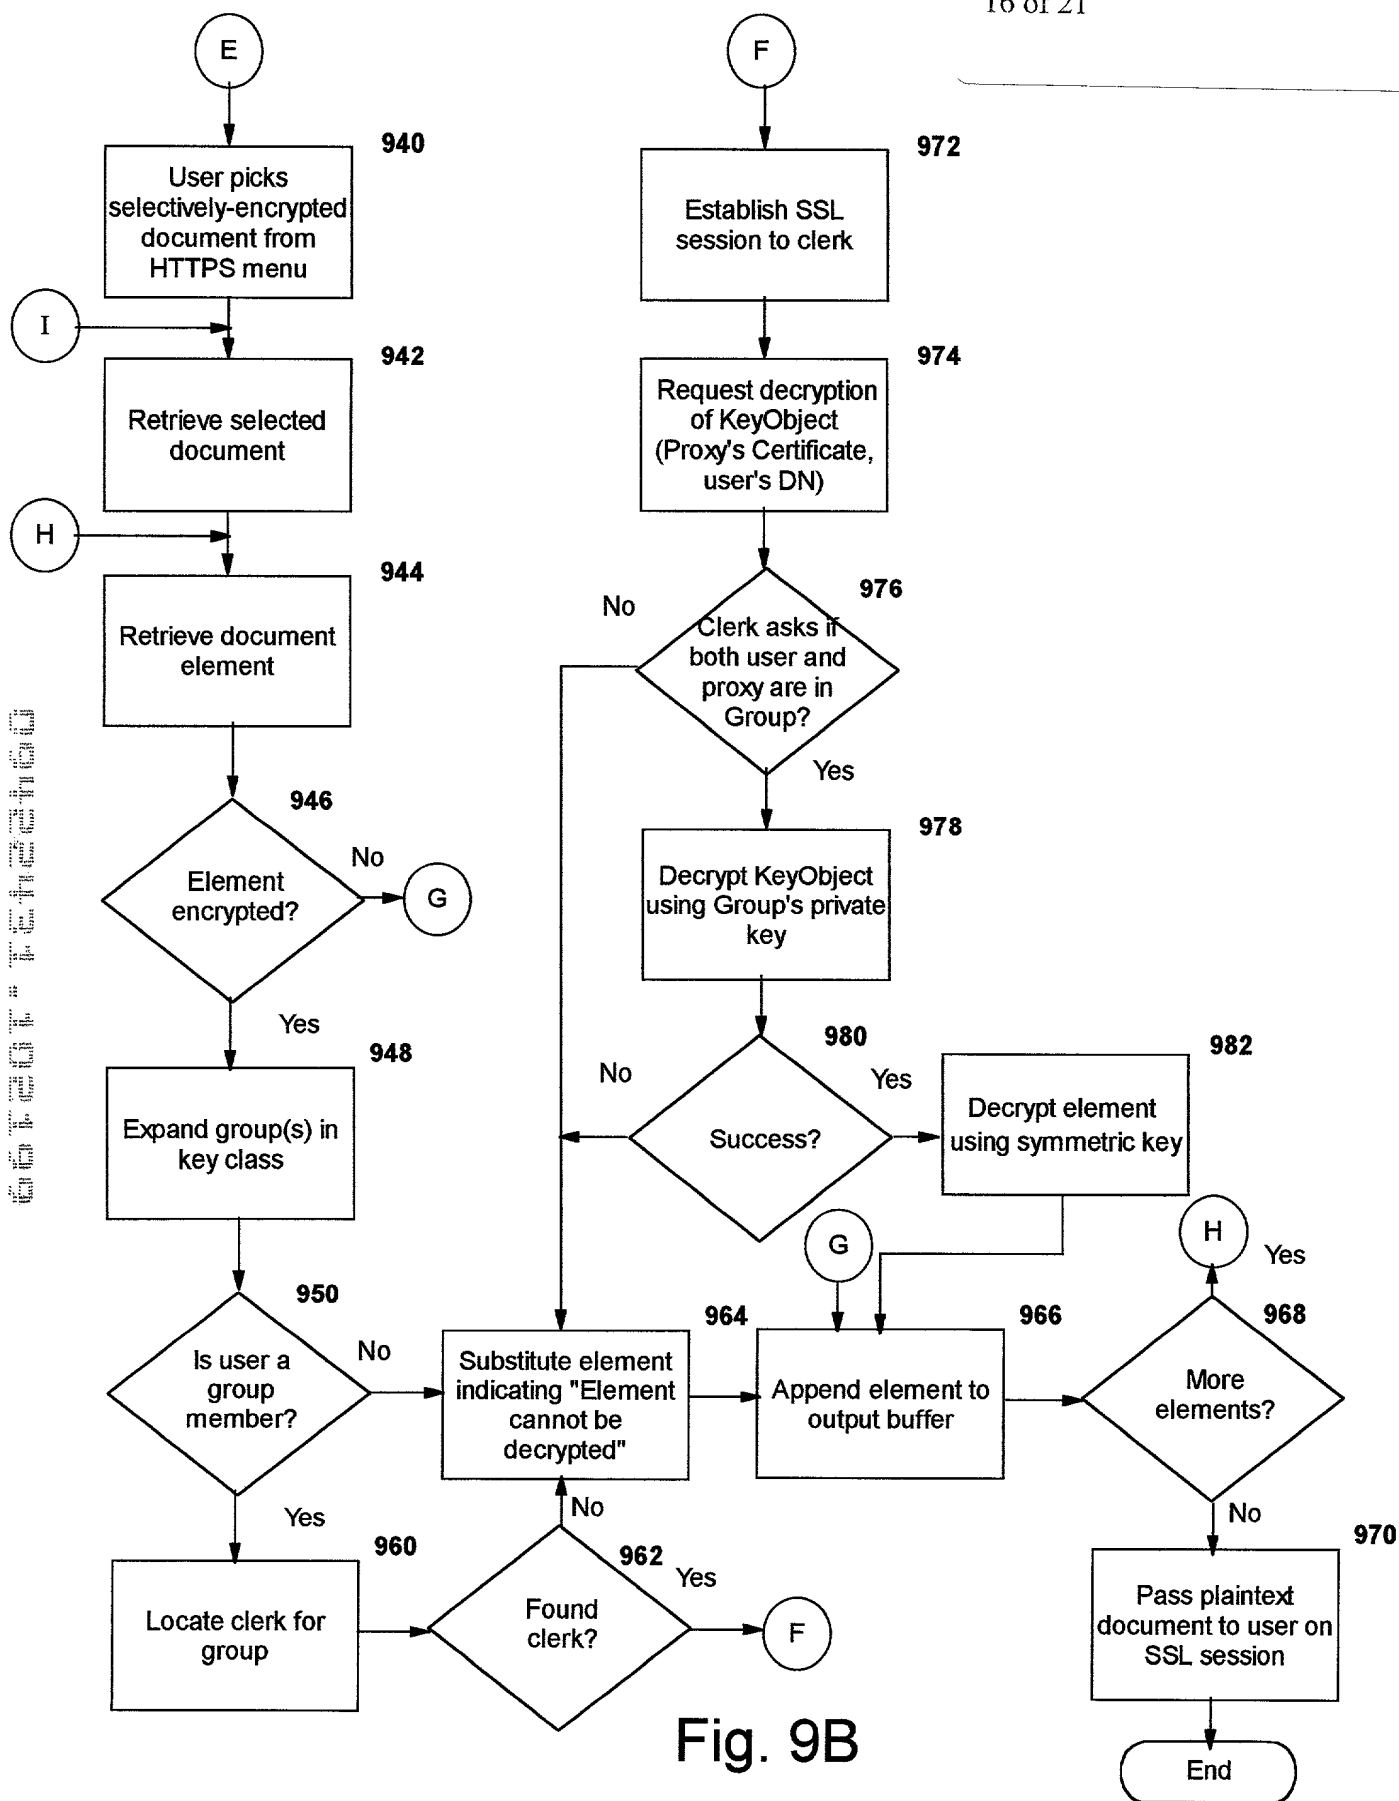 16 of 21
E
F
940
User picks
selectively-encrypted
document from
HTTPS menu
I
942
Retrieve selected
document
H
944
Retrieve document
element
946
Element
encrypted?
No
G
Yes
948
Expand group(s) in
key class
950
Is user a
group
member?
No
Yes
960
Locate clerk for
group
962
Found
clerk?
No
Yes
F
972
Establish SSL
session to clerk
974
Request decryption
of KeyObject
(Proxy's Certificate,
user's DN)
976
No
Clerk asks if
both user and
proxy are in
Group?
Yes
978
Decrypt KeyObject
using Group's private
key
980
No
Success?
Yes
982
Decrypt element
using symmetric key
G
964
Substitute element
indicating "Element
cannot be
decrypted"
966
Append element to
output buffer
H
Yes
968
More
elements?
No
970
Pass plaintext
document to user on
SSL session
End
Fig. 9B